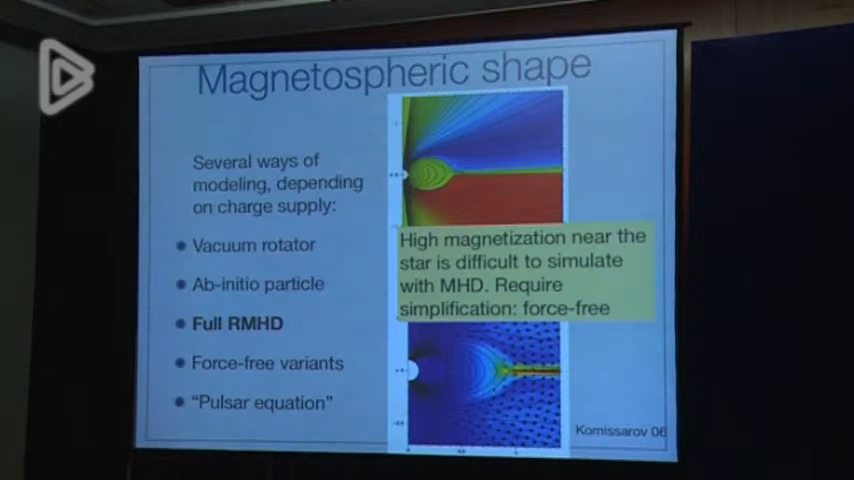 Magnetospheric shape
Several ways of
modeling, depending
on charge supply:
Vacuum rotator
Ab-initio particle
Full RMHD
Force-free variants
“Pulsar equation”
High magnetization near the
star is difficult to simulate
with MHD. Require
simplification: force-free
Komissarov 06